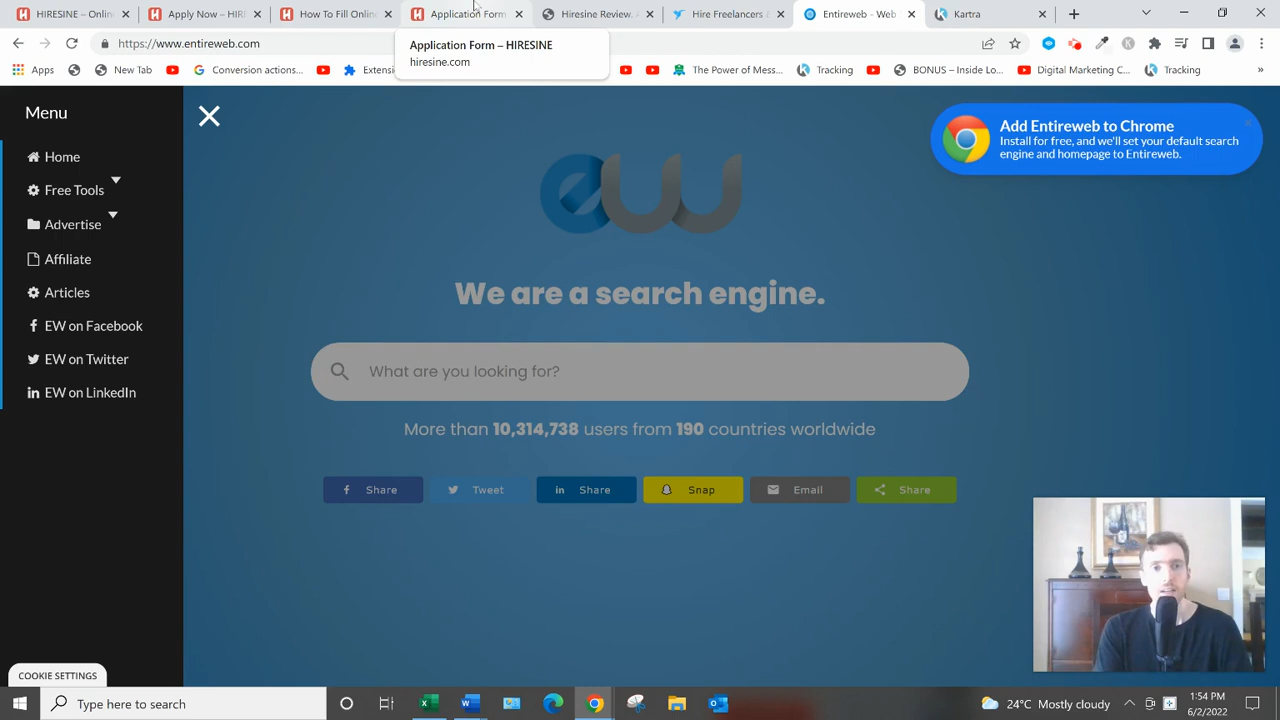 HIRESINE – Onlin
Apply Now – HIRE
How To Fill Online
Application Form
Hiresine Review. A
Hire Freelancers &
Entireweb - Web
Kartra
https://www.entireweb.com
Application Form – HIRESINE
hiresine.com
Apps
New Tab
Conversion actions...
Extensi
The Power of Mess...
Tracking
BONUS – Inside Lo...
Digital Marketing C...
Tracking
»
Menu
Home
Free Tools
Advertise
Affiliate
Articles
EW on Facebook
EW on Twitter
EW on LinkedIn
Add Entireweb to Chrome
Install for free, and we'll set your default search
engine and homepage to Entireweb.
ew
We are a search engine.
What are you looking for?
More than 10,314,738 users from 190 countries worldwide
Share
Tweet
Share
Snap
Email
Share
COOKIE SETTINGS
Type here to search
24°C Mostly cloudy
1:54 PM
6/2/2022